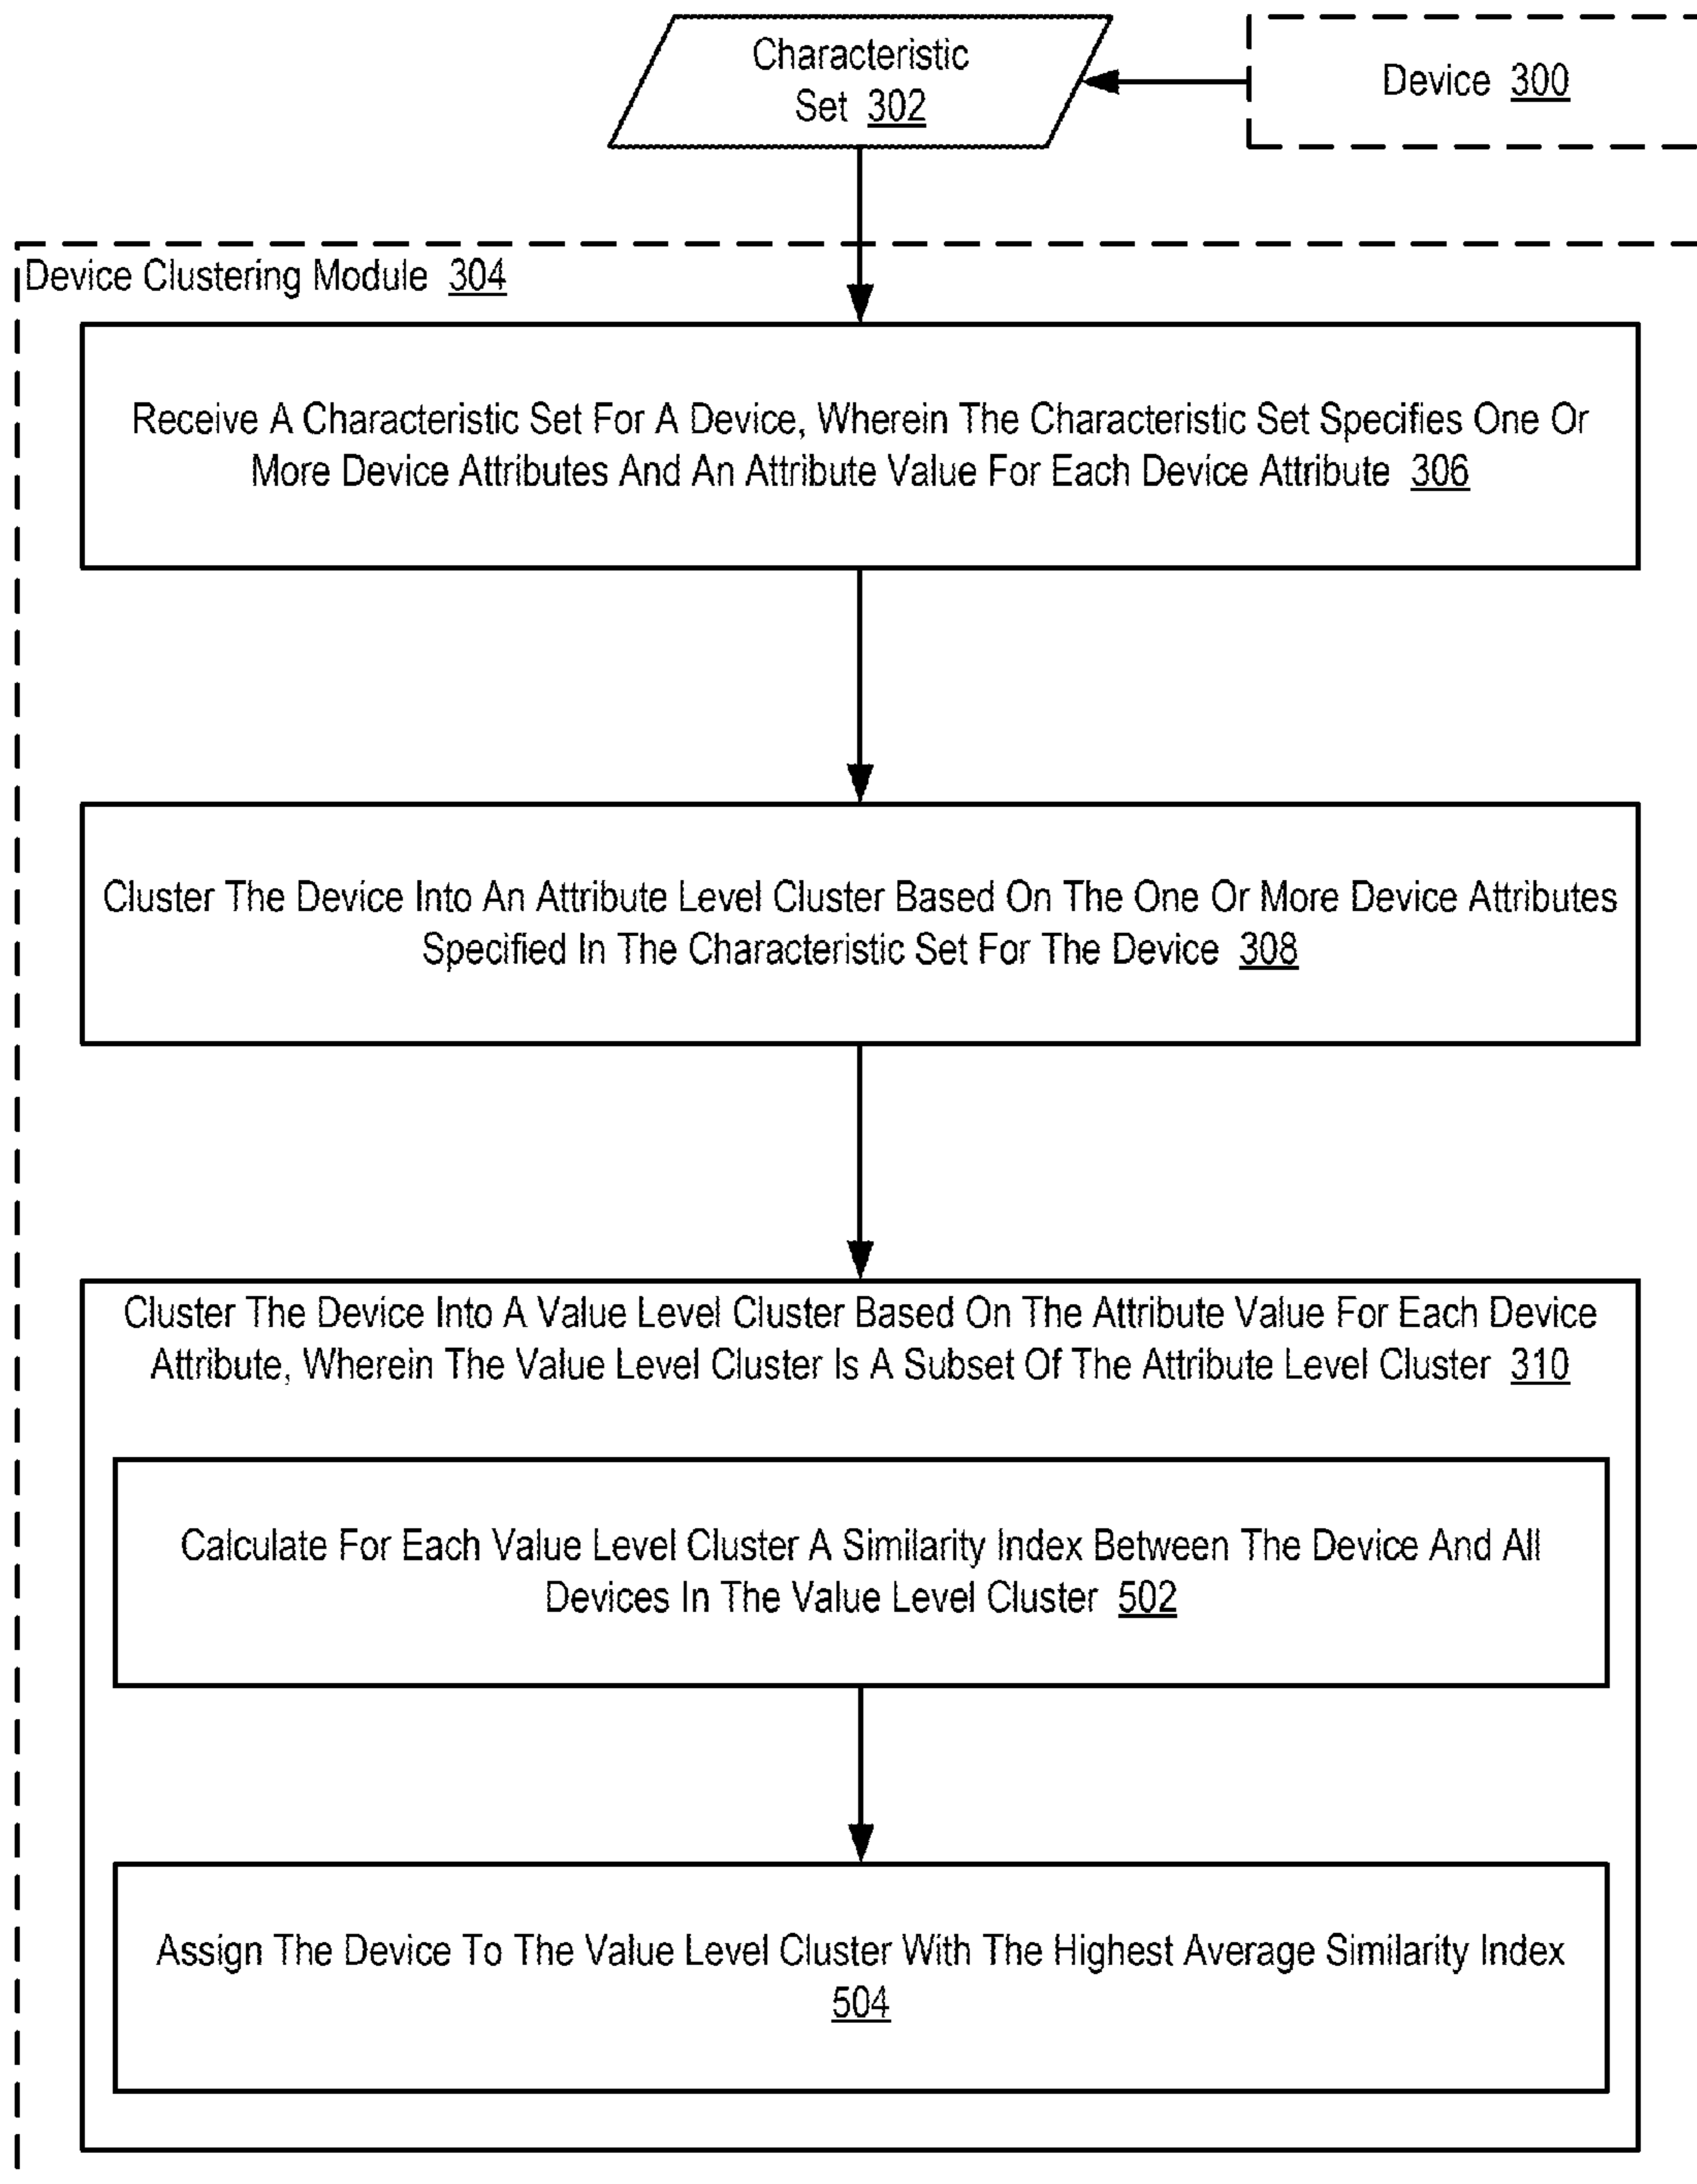 Characteristic
Set 302
Device 300
Device Clustering Module 304
Receive A Characteristic Set For A Device, Wherein The Characteristic Set Specifies One Or
More Device Attributes And An Attribute Value For Each Device Attribute 306
Cluster The Device Into An Attribute Level Cluster Based On The One Or More Device Attributes
Specified In The Characteristic Set For The Device 308
Cluster The Device Into A Value Level Cluster Based On The Attribute Value For Each Device
Attribute, Wherein The Value Level Cluster Is A Subset Of The Attribute Level Cluster 310
Calculate For Each Value Level Cluster A Similarity Index Between The Device And All
Devices In The Value Level Cluster 502
Assign The Device To The Value Level Cluster With The Highest Average Similarity Index
504